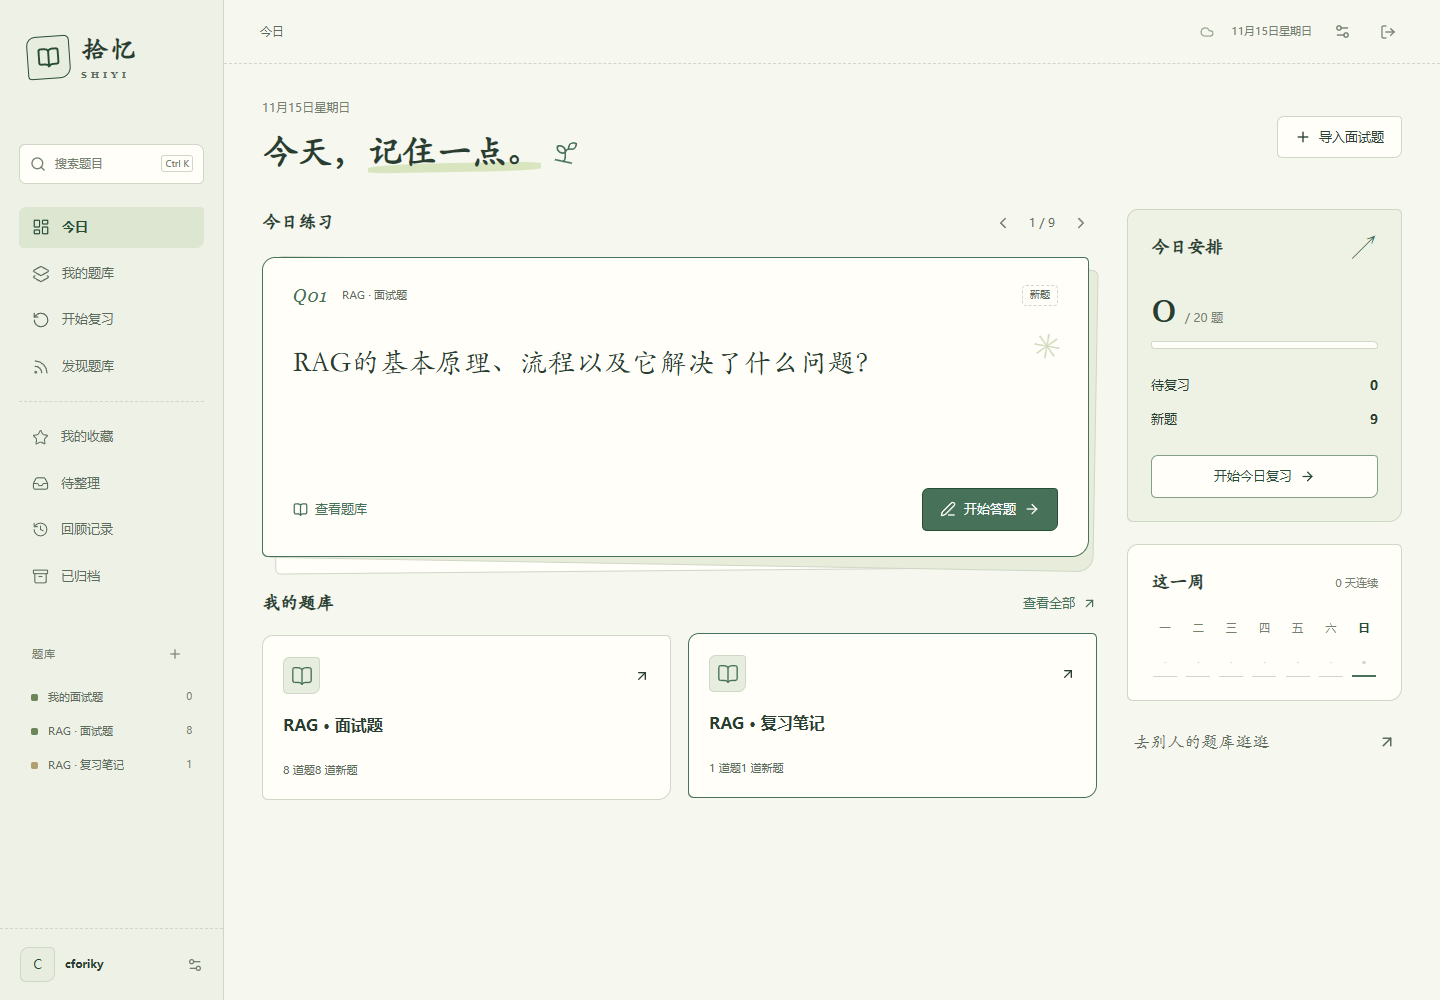 拾忆
SHIYI
搜索题目 Ctrl K
今日
我的题库
开始复习
发现题库
我的收藏
待整理
回顾记录
已归档
题库
我的面试题 0
RAG · 面试题 8
RAG · 复习笔记 1
C cforiky
今日
11月15日星期日
11月15日星期日
今天，记住一点。
导入面试题
今日练习
1 / 9
Q01 RAG · 面试题
新题
RAG的基本原理、流程以及它解决了什么问题?
查看题库
开始答题
我的题库
查看全部
RAG • 面试题
8 道题8 道新题
RAG • 复习笔记
1 道题1 道新题
今日安排
0 / 20 题
待复习 0
新题 9
开始今日复习
这一周
0 天连续
一 二 三 四 五 六 日
去别人的题库逛逛